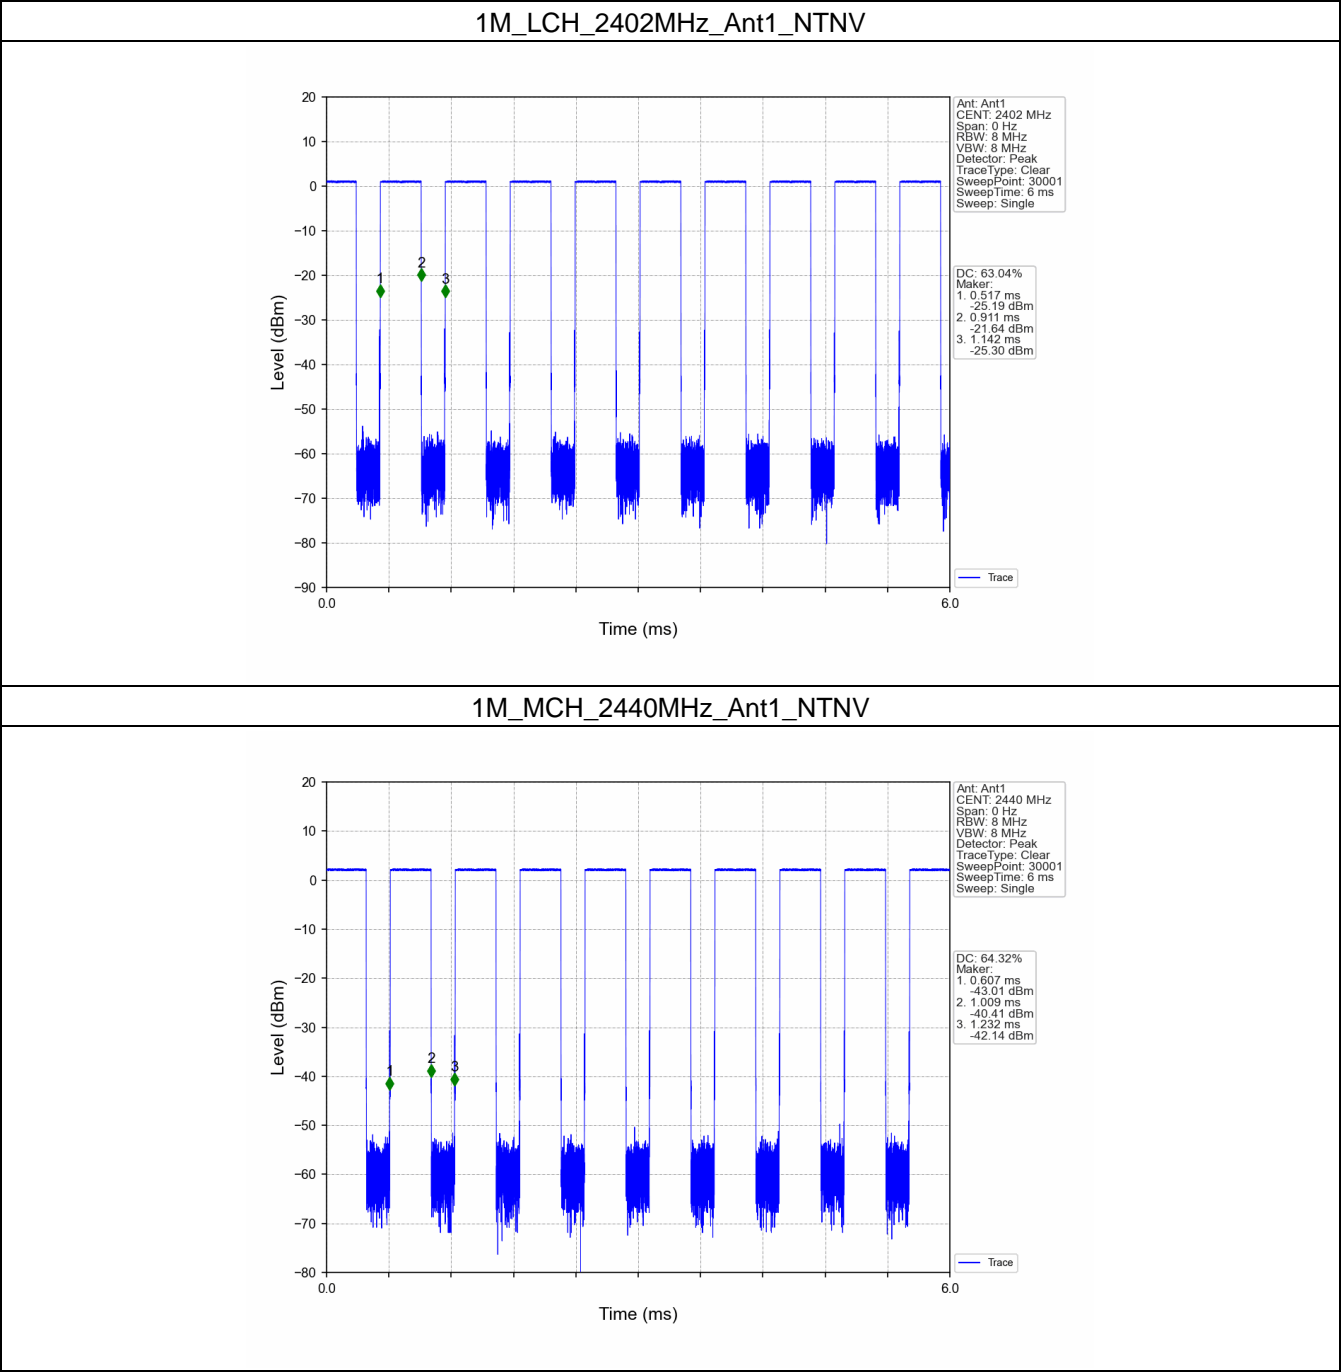 1M_LCH_2402MHz_Ant1_NTNV
20
10
0
−10
−20
−30
−40
−50
−60
−70
−80
−90
Level (dBm)
1
2
3
0.0
6.0
Time (ms)
Ant: Ant1
CENT: 2402 MHz
Span: 0 Hz
RBW: 8 MHz
VBW: 8 MHz
Detector: Peak
TraceType: Clear
SweepPoint: 30001
SweepTime: 6 ms
Sweep: Single
DC: 63.04%
Maker:
1. 0.517 ms
-25.19 dBm
2. 0.911 ms
-21.64 dBm
3. 1.142 ms
-25.30 dBm
Trace
1M_MCH_2440MHz_Ant1_NTNV
20
10
0
−10
−20
−30
−40
−50
−60
−70
−80
Level (dBm)
1
2
3
0.0
6.0
Time (ms)
Ant: Ant1
CENT: 2440 MHz
Span: 0 Hz
RBW: 8 MHz
VBW: 8 MHz
Detector: Peak
TraceType: Clear
SweepPoint: 30001
SweepTime: 6 ms
Sweep: Single
DC: 64.32%
Maker:
1. 0.607 ms
-43.01 dBm
2. 1.009 ms
-40.41 dBm
3. 1.232 ms
-42.14 dBm
Trace